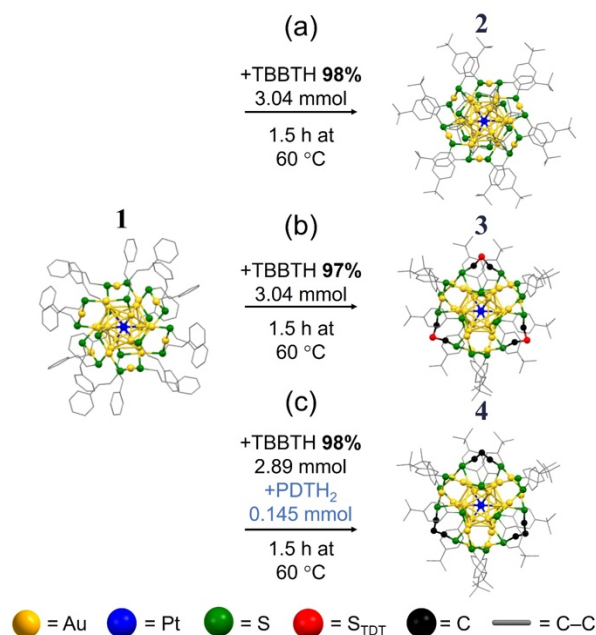 (a)
2
+TBBTH 98%
3.04 mmol
1.5 h at
60 °C
1
(b)
3
+TBBTH 97%
3.04 mmol
1.5 h at
60 °C
(c)
4
+TBBTH 98%
2.89 mmol
+PDTH₂
0.145 mmol
1.5 h at
60 °C
= Au = Pt = S = S_TDT = C = C–C